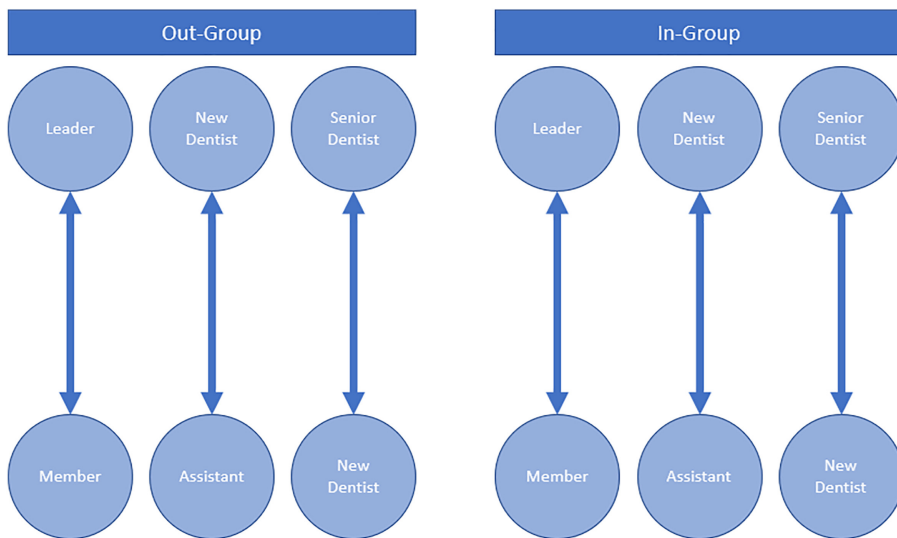 Out-Group
In-Group
Leader
New
Dentist
Senior
Dentist
Leader
New
Dentist
Senior
Dentist
Member
Assistant
New
Dentist
Member
Assistant
New
Dentist